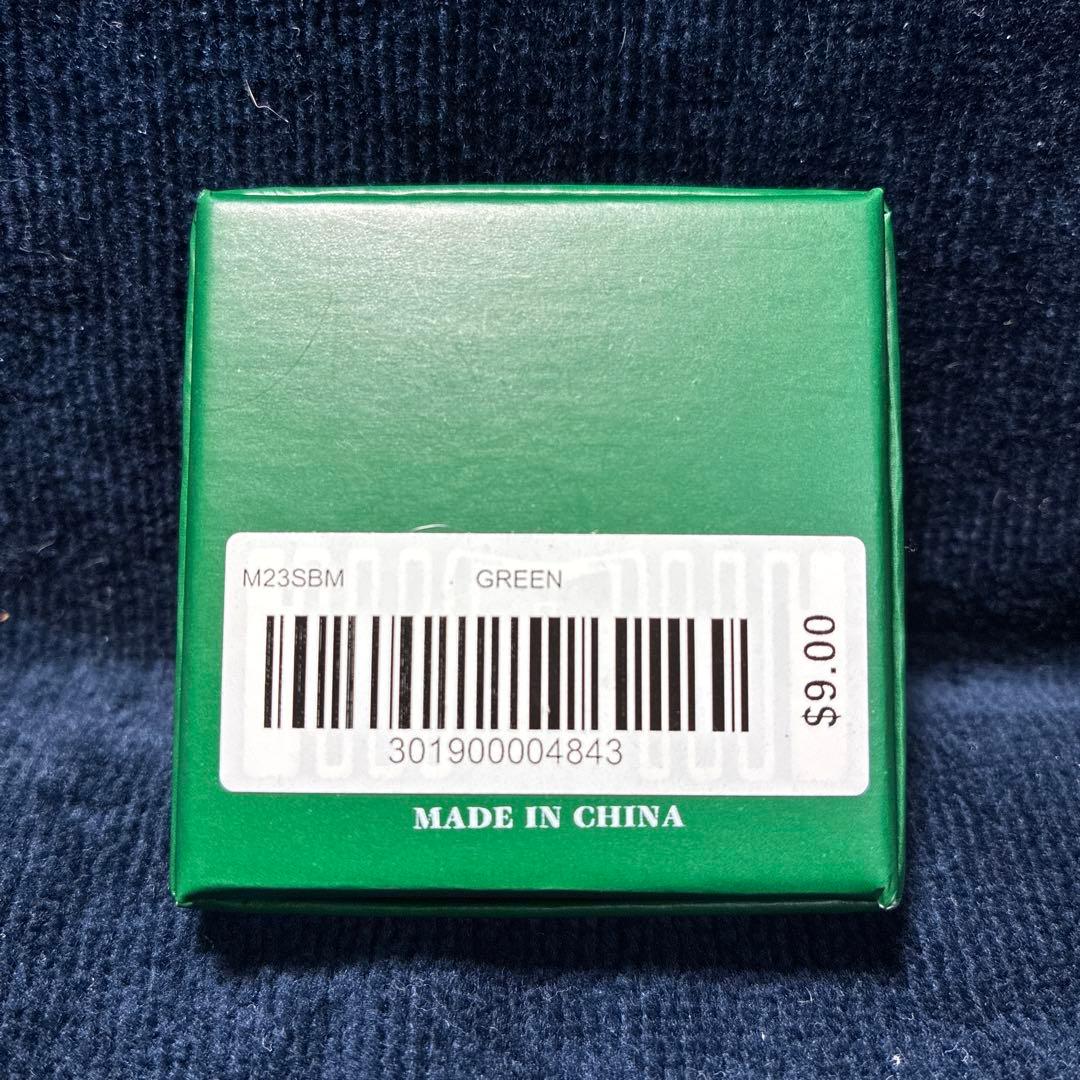 M23SBM GREEN
$9.00
301900004843
MADE IN CHINA